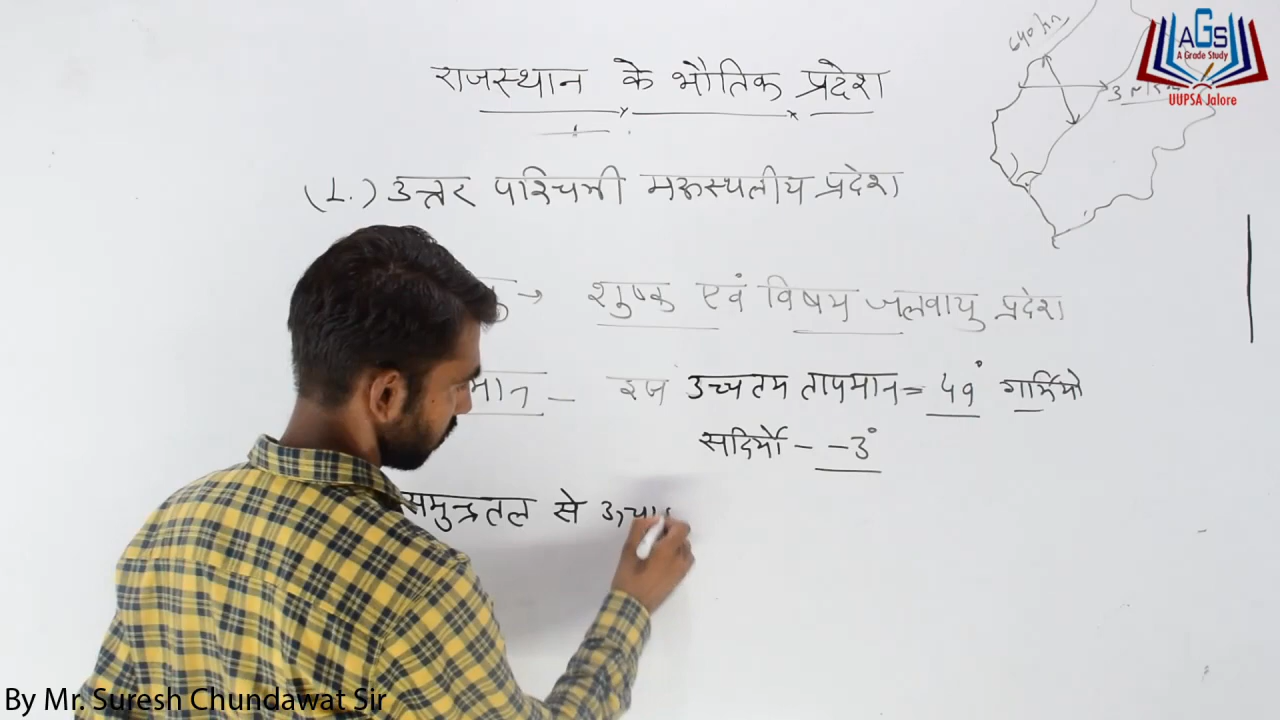 राजस्थान के भौतिक प्रदेश
(1.) उत्तर पश्चिमी मरूस्थलीय प्रदेश
→ शुष्क एवं विषम जलवायु प्रदेश
मान – उच्चतम तापमान = 49° गर्मियो
सर्दियों – -3°
समुन्द्रतल से
640 km
AGS
A Grade Study
UUPSA Jalore
By Mr. Suresh Chundawat Sir